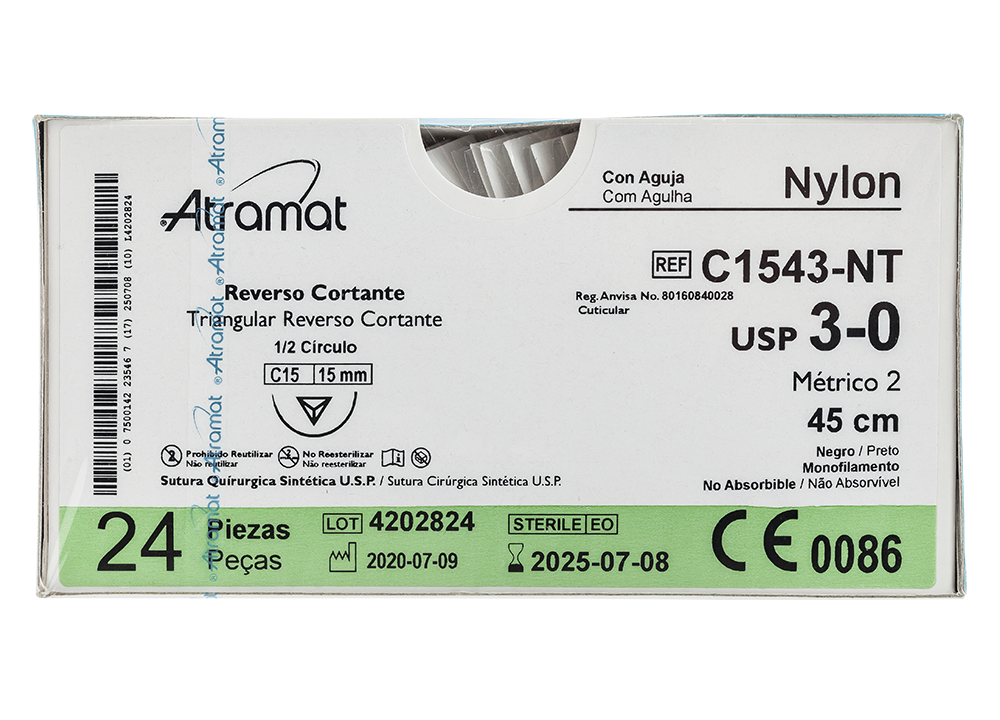 Atramat
®Atramat ®Atramat ®Atramat ®Atramat ®Atramat
(01) 0 7500142 23546 7 (17) 250708 (10) L4202824
Con Aguja
Com Agulha
Nylon
REF C1543-NT
Reg. Anvisa No. 80160840028
Cuticular
USP 3-0
Métrico 2
45 cm
Negro / Preto
Monofilamento
No Absorbible / Não Absorvível
Reverso Cortante
Triangular Reverso Cortante
1/2 Círculo
C15 15 mm
2 Prohibido Reutilizar
Não reutilizar
No Reesterilizar
Não reesterilizar
Sutura Quírurgica Sintética U.S.P. / Sutura Cirúrgica Sintética U.S.P.
24 Piezas
Peças
LOT 4202824
2020-07-09
STERILE EO
2025-07-08
CE 0086